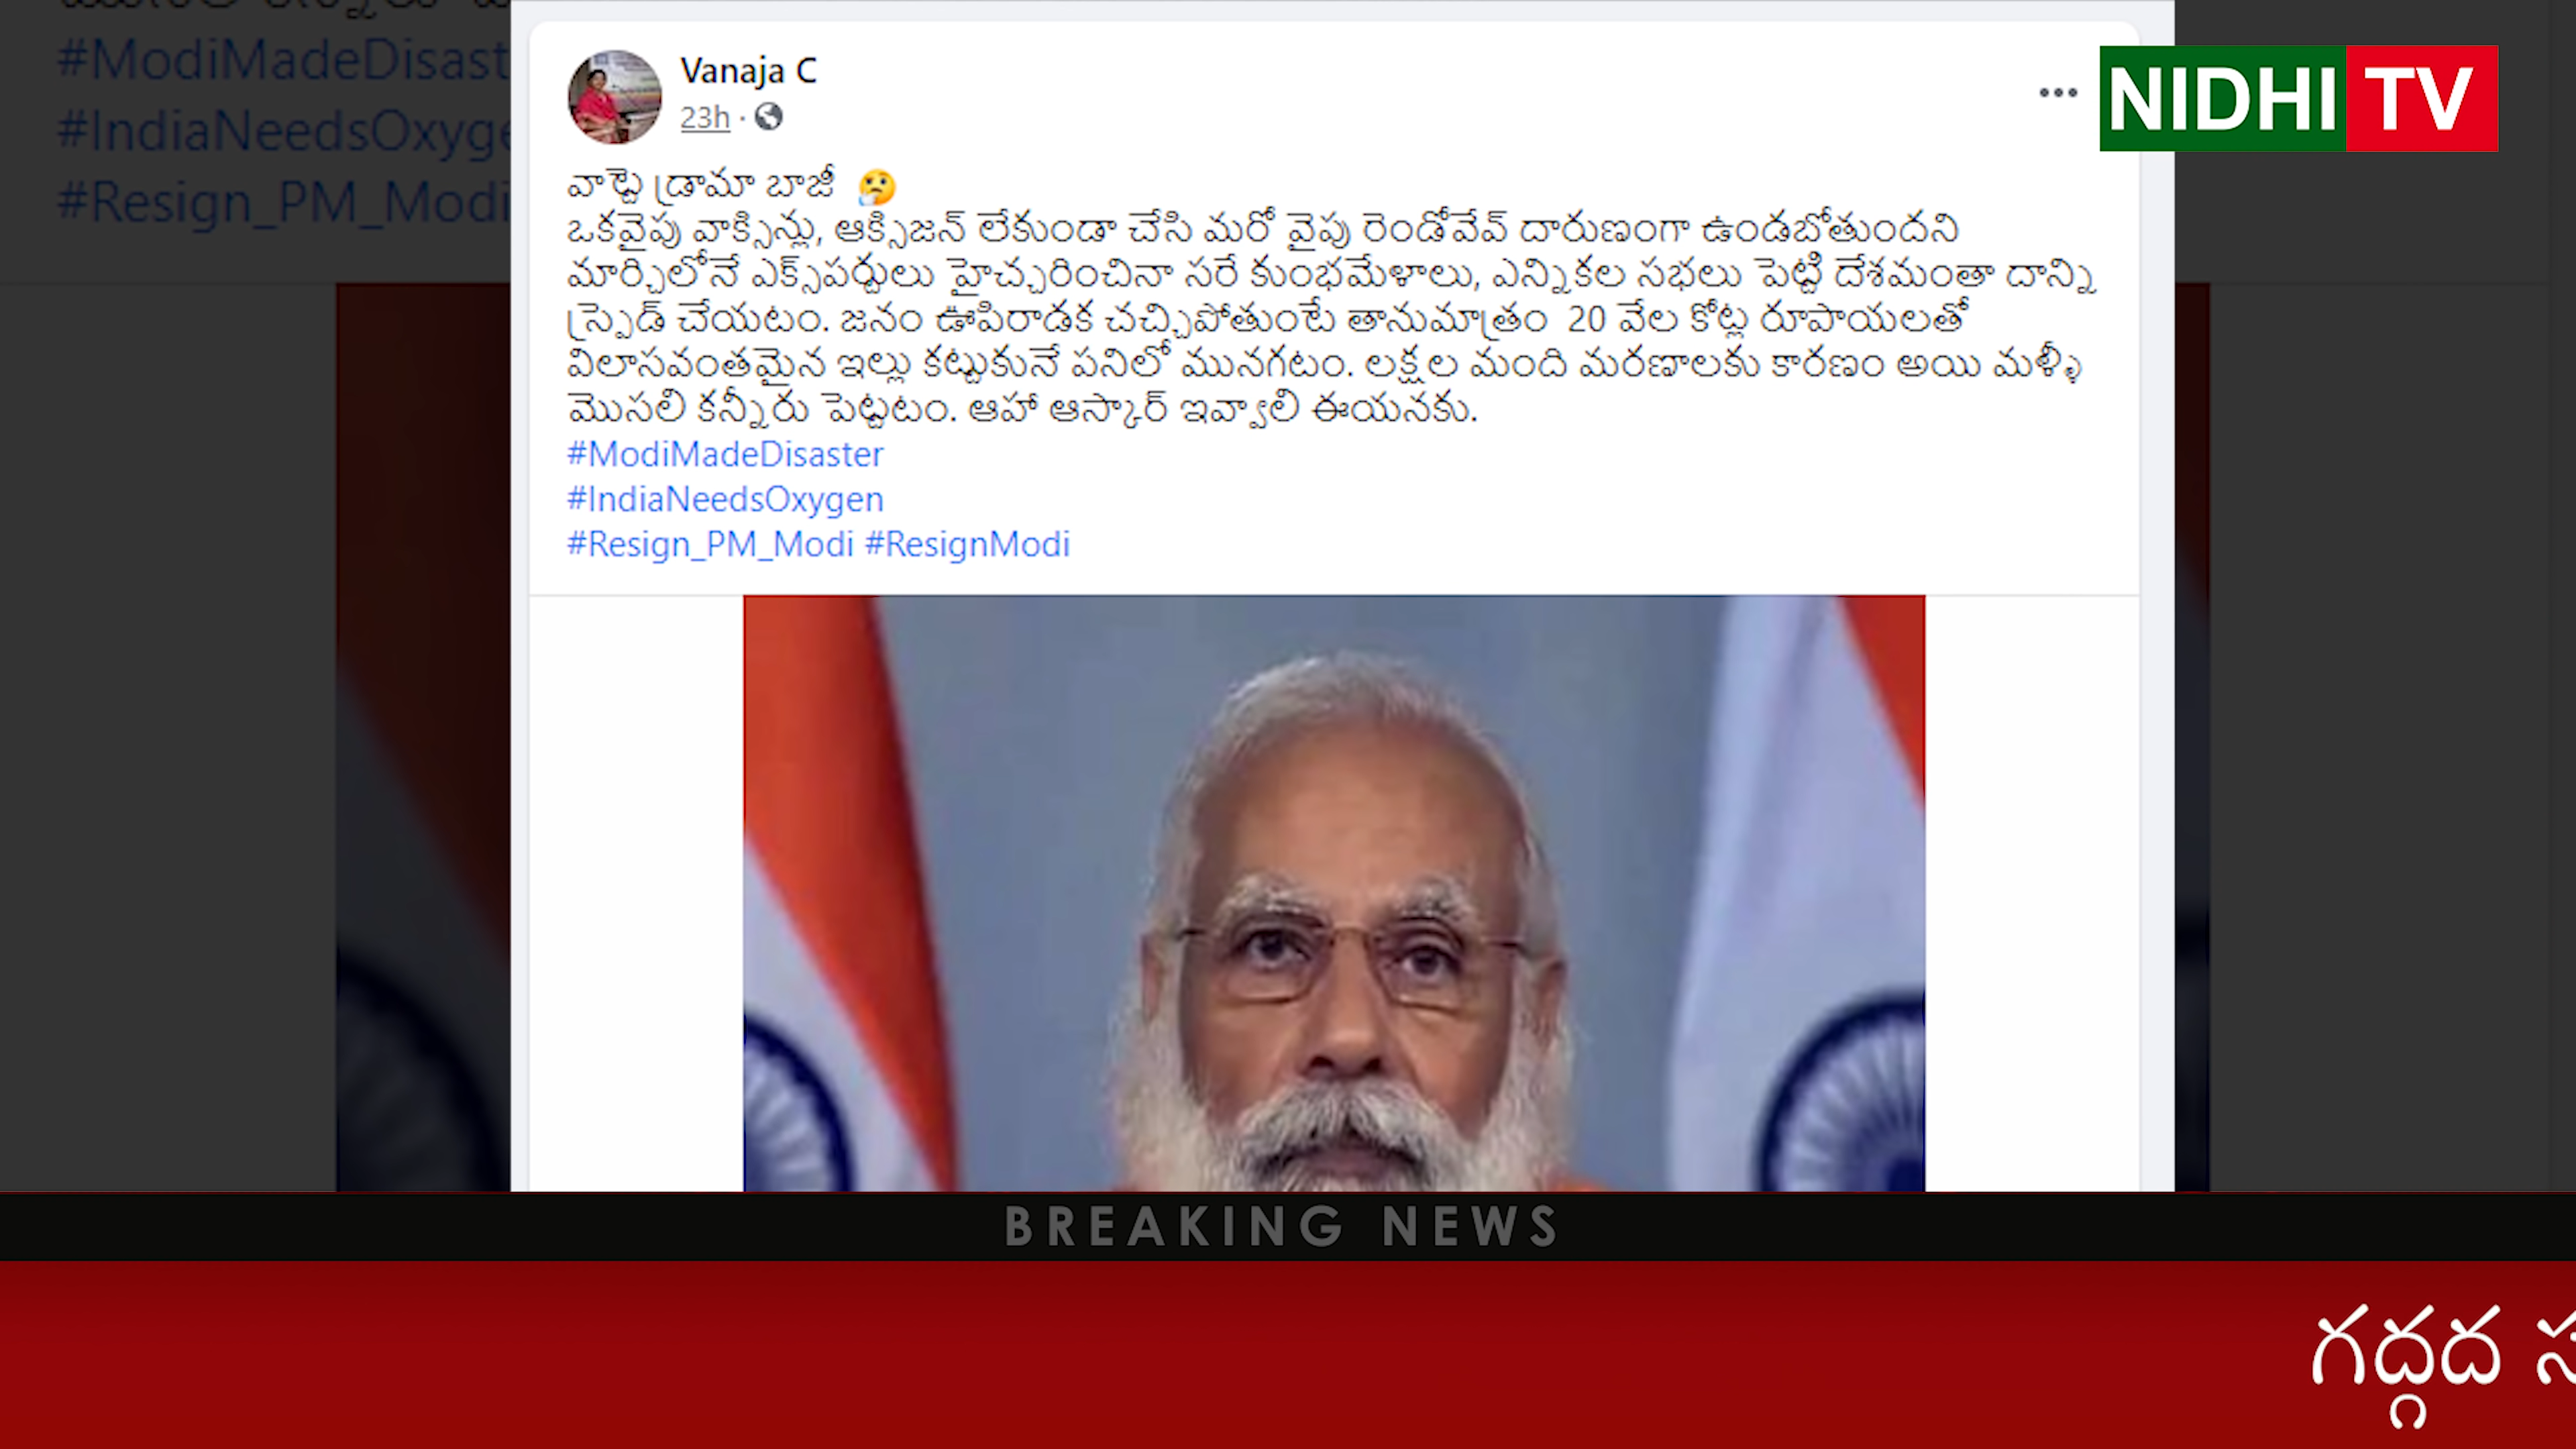 #ModiMadeDisast
#IndiaNeedsOxyge
#Resign_PM_Modi
Vanaja C
23h
NIDHI TV
వాట్టె డ్రామా బాజీ 🤔
ఒకవైపు వాక్సిన్లు, ఆక్సిజన్ లేకుండా చేసి మరో వైపు రెండోవేవ్ దారుణంగా ఉండబోతుందని
మార్చిలోనే ఎక్స్‌పర్టులు హైచ్చరించినా సరే కుంభమేళాలు, ఎన్నికల సభలు పెట్టి దేశమంతా దాన్ని
స్ప్రెడ్ చేయటం. జనం ఊపిరాడక చచ్చిపోతుంటే తానుమాత్రం 20 వేల కోట్ల రూపాయలతో
విలాసవంతమైన ఇల్లు కట్టుకునే పనిలో మునగటం. లక్షల మంది మరణాలకు కారణం అయి మళ్ళీ
మొసలి కన్నీరు పెట్టటం. ఆహా ఆస్కార్ ఇవ్వాలి ఈయనకు.
#ModiMadeDisaster
#IndiaNeedsOxygen
#Resign_PM_Modi #ResignModi
BREAKING NEWS
గద్గద